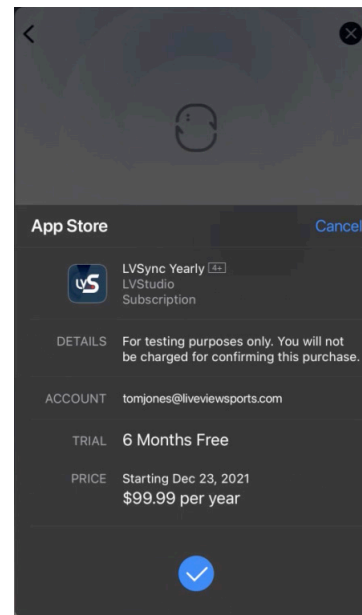 App Store
Cancel
LVS
LVSync Yearly 4+
LVStudio
Subscription
DETAILS For testing purposes only. You will not
be charged for confirming this purchase.
ACCOUNT tomjones@liveviewsports.com
TRIAL 6 Months Free
PRICE Starting Dec 23, 2021
$99.99 per year